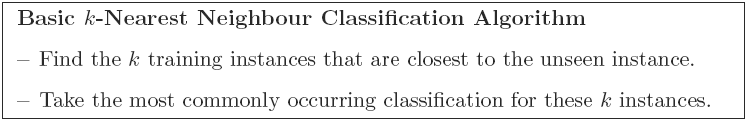 Basic k-Nearest Neighbour Classification Algorithm
– Find the k training instances that are closest to the unseen instance.
– Take the most commonly occurring classification for these k instances.